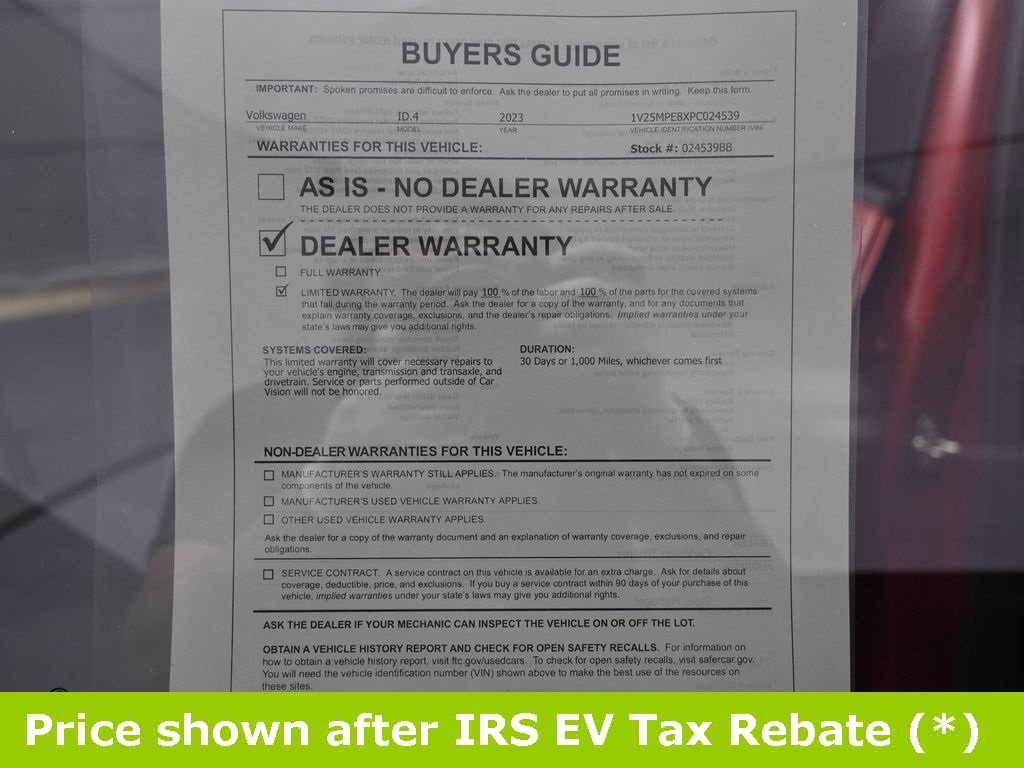 BUYERS GUIDE
IMPORTANT: Spoken promises are difficult to enforce. Ask the dealer to put all promises in writing. Keep this form.
Volkswagen ID.4 2023 1V2SMPE8XPC024539
VEHICLE MAKE MODEL YEAR VEHICLE IDENTIFICATION NUMBER (VIN)
WARRANTIES FOR THIS VEHICLE: Stock #: 024539BB
AS IS - NO DEALER WARRANTY
THE DEALER DOES NOT PROVIDE A WARRANTY FOR ANY REPAIRS AFTER SALE.
DEALER WARRANTY
FULL WARRANTY.
LIMITED WARRANTY. The dealer will pay 100 % of the labor and 100 % of the parts for the covered systems
that fail during the warranty period. Ask the dealer for a copy of the warranty, and for any documents that
explain warranty coverage, exclusions, and the dealer's repair obligations. Implied warranties under your
state's laws may give you additional rights.
SYSTEMS COVERED: DURATION:
This limited warranty will cover necessary repairs to 30 Days or 1,000 Miles, whichever comes first
your vehicle's engine, transmission and transaxle, and
drivetrain. Service or parts performed outside of Car
Vision will not be honored.
NON-DEALER WARRANTIES FOR THIS VEHICLE:
MANUFACTURER'S WARRANTY STILL APPLIES. The manufacturer's original warranty has not expired on some
components of the vehicle.
MANUFACTURER'S USED VEHICLE WARRANTY APPLIES.
OTHER USED VEHICLE WARRANTY APPLIES.
Ask the dealer for a copy of the warranty document and an explanation of warranty coverage, exclusions, and repair
obligations.
SERVICE CONTRACT. A service contract on this vehicle is available for an extra charge. Ask for details about
coverage, deductible, price, and exclusions. If you buy a service contract within 90 days of your purchase of this
vehicle, implied warranties under your state's laws may give you additional rights.
ASK THE DEALER IF YOUR MECHANIC CAN INSPECT THE VEHICLE ON OR OFF THE LOT.
OBTAIN A VEHICLE HISTORY REPORT AND CHECK FOR OPEN SAFETY RECALLS. For information on
how to obtain a vehicle history report, visit ftc.gov/usedcars. To check for open safety recalls, visit safercar.gov.
You will need the vehicle identification number (VIN) shown above to make the best use of the resources on
these sites.
Price shown after IRS EV Tax Rebate (*)